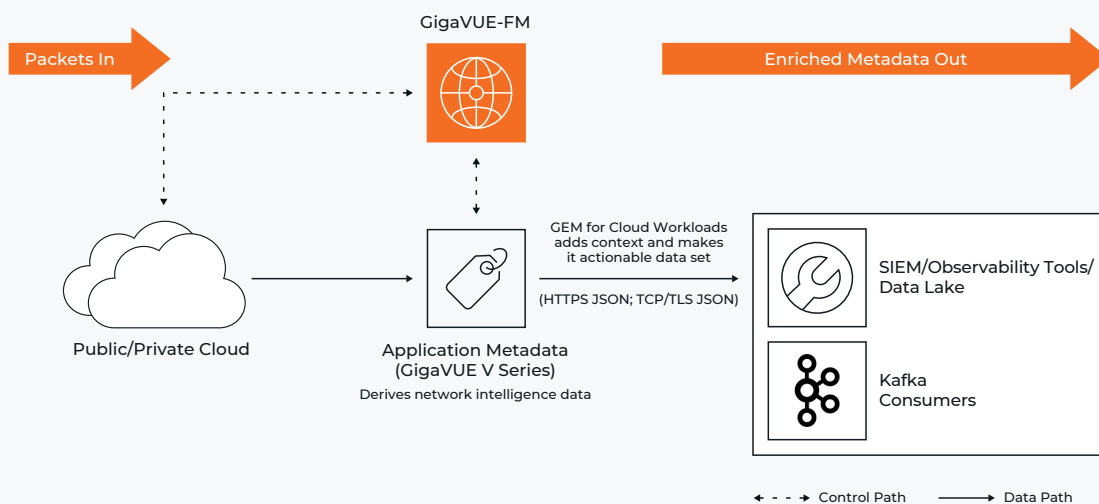 GigaVUE-FM
Packets In
Enriched Metadata Out
GEM for Cloud Workloads
adds context and makes
it actionable data set
(HTTPS JSON; TCP/TLS JSON)
SIEM/Observability Tools/
Data Lake
Public/Private Cloud
Application Metadata
(GigaVUE V Series)
Derives network intelligence data
Kafka
Consumers
Control Path
Data Path